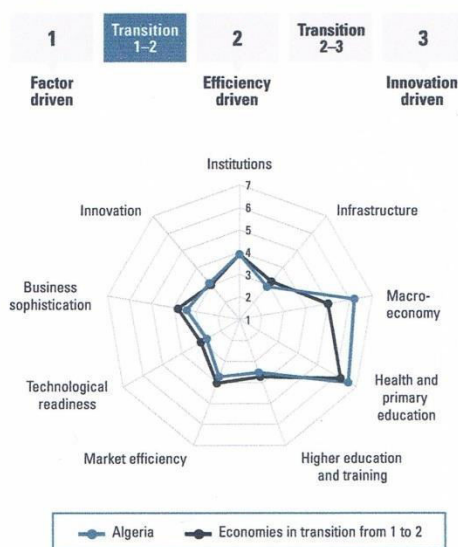 1
Transition
1–2
2
Transition
2–3
3
Factor
driven
Efficiency
driven
Innovation
driven
Institutions
7
6
5
4
3
2
1
Innovation
Infrastructure
Business
sophistication
Macro-
economy
Technological
readiness
Health and
primary
education
Market efficiency
Higher education
and training
Algeria
Economies in transition from 1 to 2